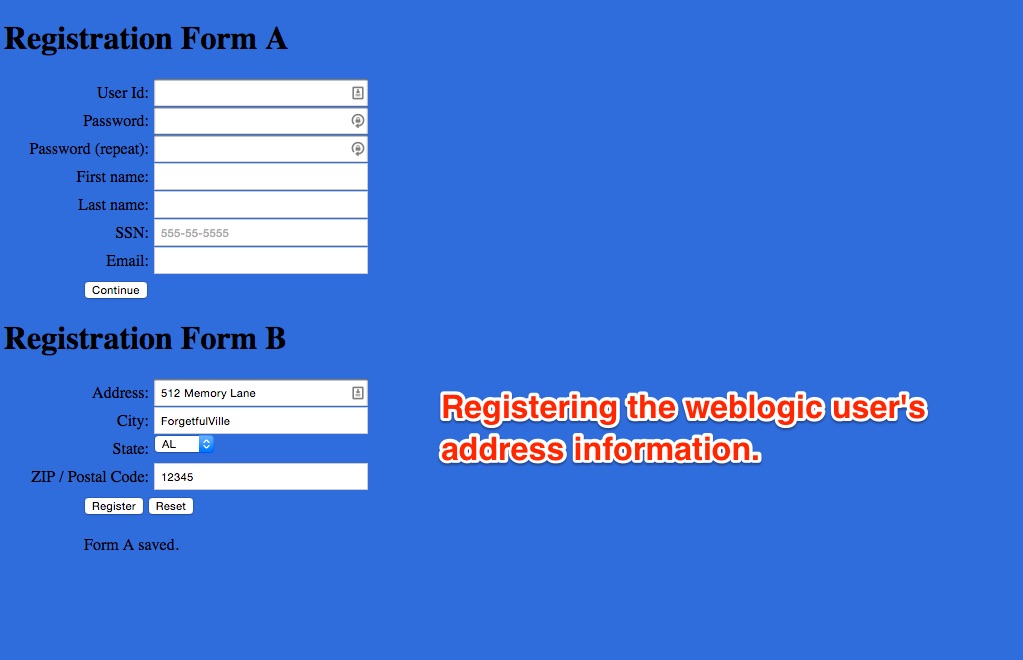 Registration Form A
User Id:
Password:
Password (repeat):
First name:
Last name:
SSN: 555-55-5555
Email:
Continue
Registration Form B
Address: 512 Memory Lane
City: ForgetfulVille
State: AL
ZIP / Postal Code: 12345
Register Reset
Form A saved.
Registering the weblogic user's
address information.